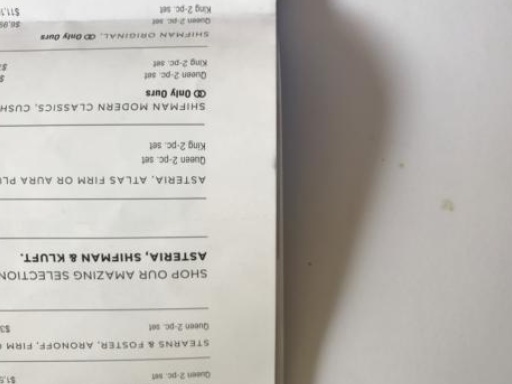 Queen 2-pc. set $1,5
STEARNS & FOSTER, ARONOFF, FIRM
Queen 2-pc. set $3
SHOP OUR AMAZING SELECTION
ASTERIA, SHIFMAN & KLUFT.
ASTERIA, ATLAS FIRM OR AURA PLU
Queen 2-pc. set
King 2-pc. set
SHIFMAN MODERN CLASSICS, CUSH
Only Ours
Queen 2-pc. set $
King 2-pc. set
SHIFMAN ORIGINAL, Only Ours
Queen 2-pc. set
King 2-pc. set $11,1